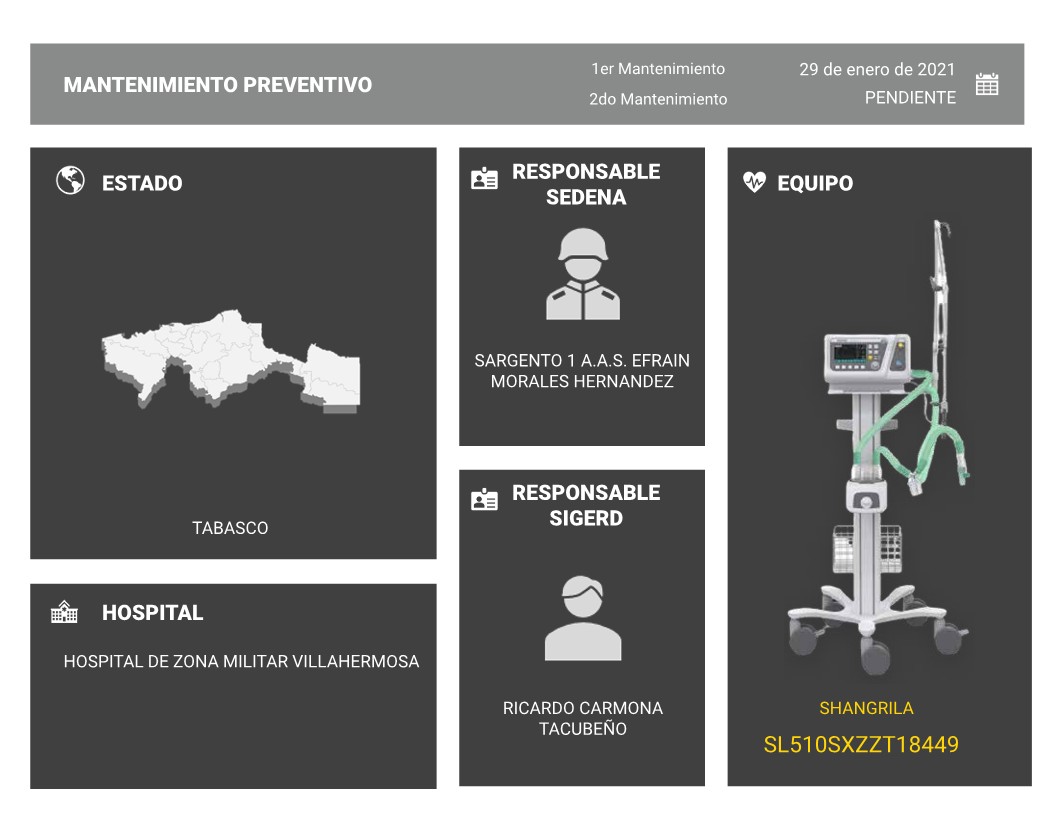 MANTENIMIENTO PREVENTIVO
1er Mantenimiento
29 de enero de 2021
2do Mantenimiento
PENDIENTE
ESTADO
TABASCO
HOSPITAL
HOSPITAL DE ZONA MILITAR VILLAHERMOSA
RESPONSABLE
SEDENA
SARGENTO 1 A.A.S. EFRAIN
MORALES HERNANDEZ
RESPONSABLE
SIGERD
RICARDO CARMONA
TACUBEÑO
EQUIPO
SHANGRILA
SL510SXZZT18449